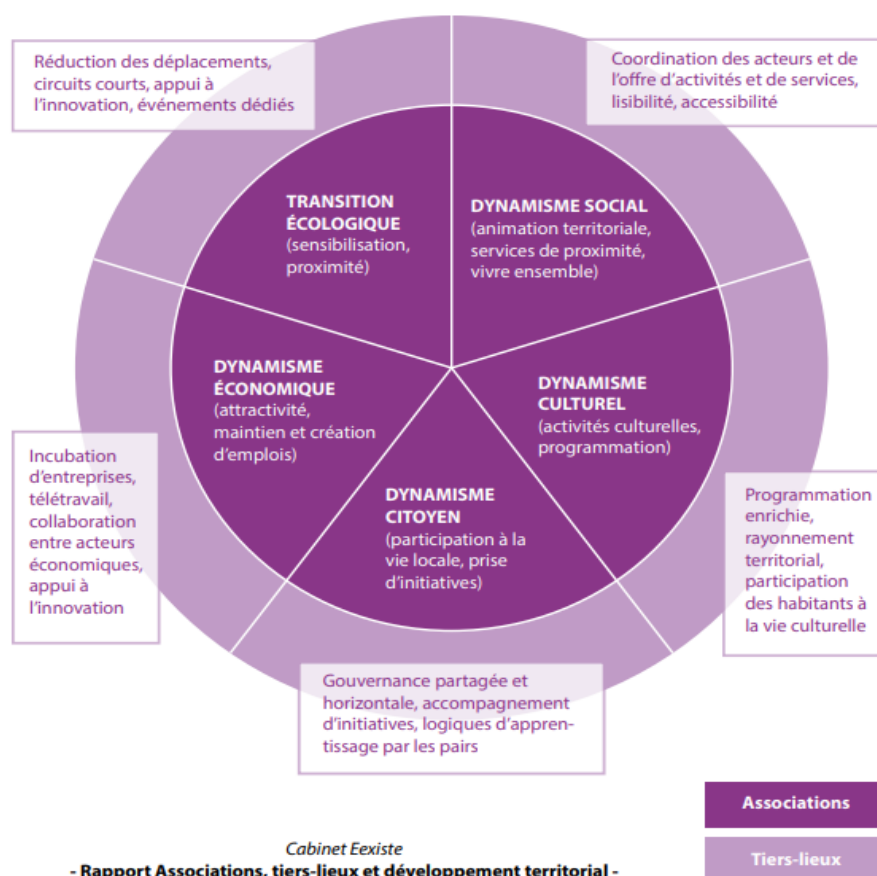 Réduction des déplacements,
circuits courts, appui à
l'innovation, événements dédiés
Coordination des acteurs et de
l'offre d'activités et de services,
lisibilité, accessibilité
TRANSITION
ÉCOLOGIQUE
(sensibilisation,
proximité)
DYNAMISME SOCIAL
(animation territoriale,
services de proximité,
vivre ensemble)
DYNAMISME
ÉCONOMIQUE
(attractivité,
maintien et création
d'emplois)
DYNAMISME
CULTUREL
(activités culturelles,
programmation)
DYNAMISME
CITOYEN
(participation à la
vie locale, prise
d'initiatives)
Incubation
d'entreprises,
télétravail,
collaboration
entre acteurs
économiques,
appui à
l'innovation
Programmation
enrichie,
rayonnement
territorial,
participation
des habitants à
la vie culturelle
Gouvernance partagée et
horizontale, accompagnement
d'initiatives, logiques d'appren-
tissage par les pairs
Associations
Tiers-lieux
Cabinet Eexiste
- Rapport Associations, tiers-lieux et développement territorial -